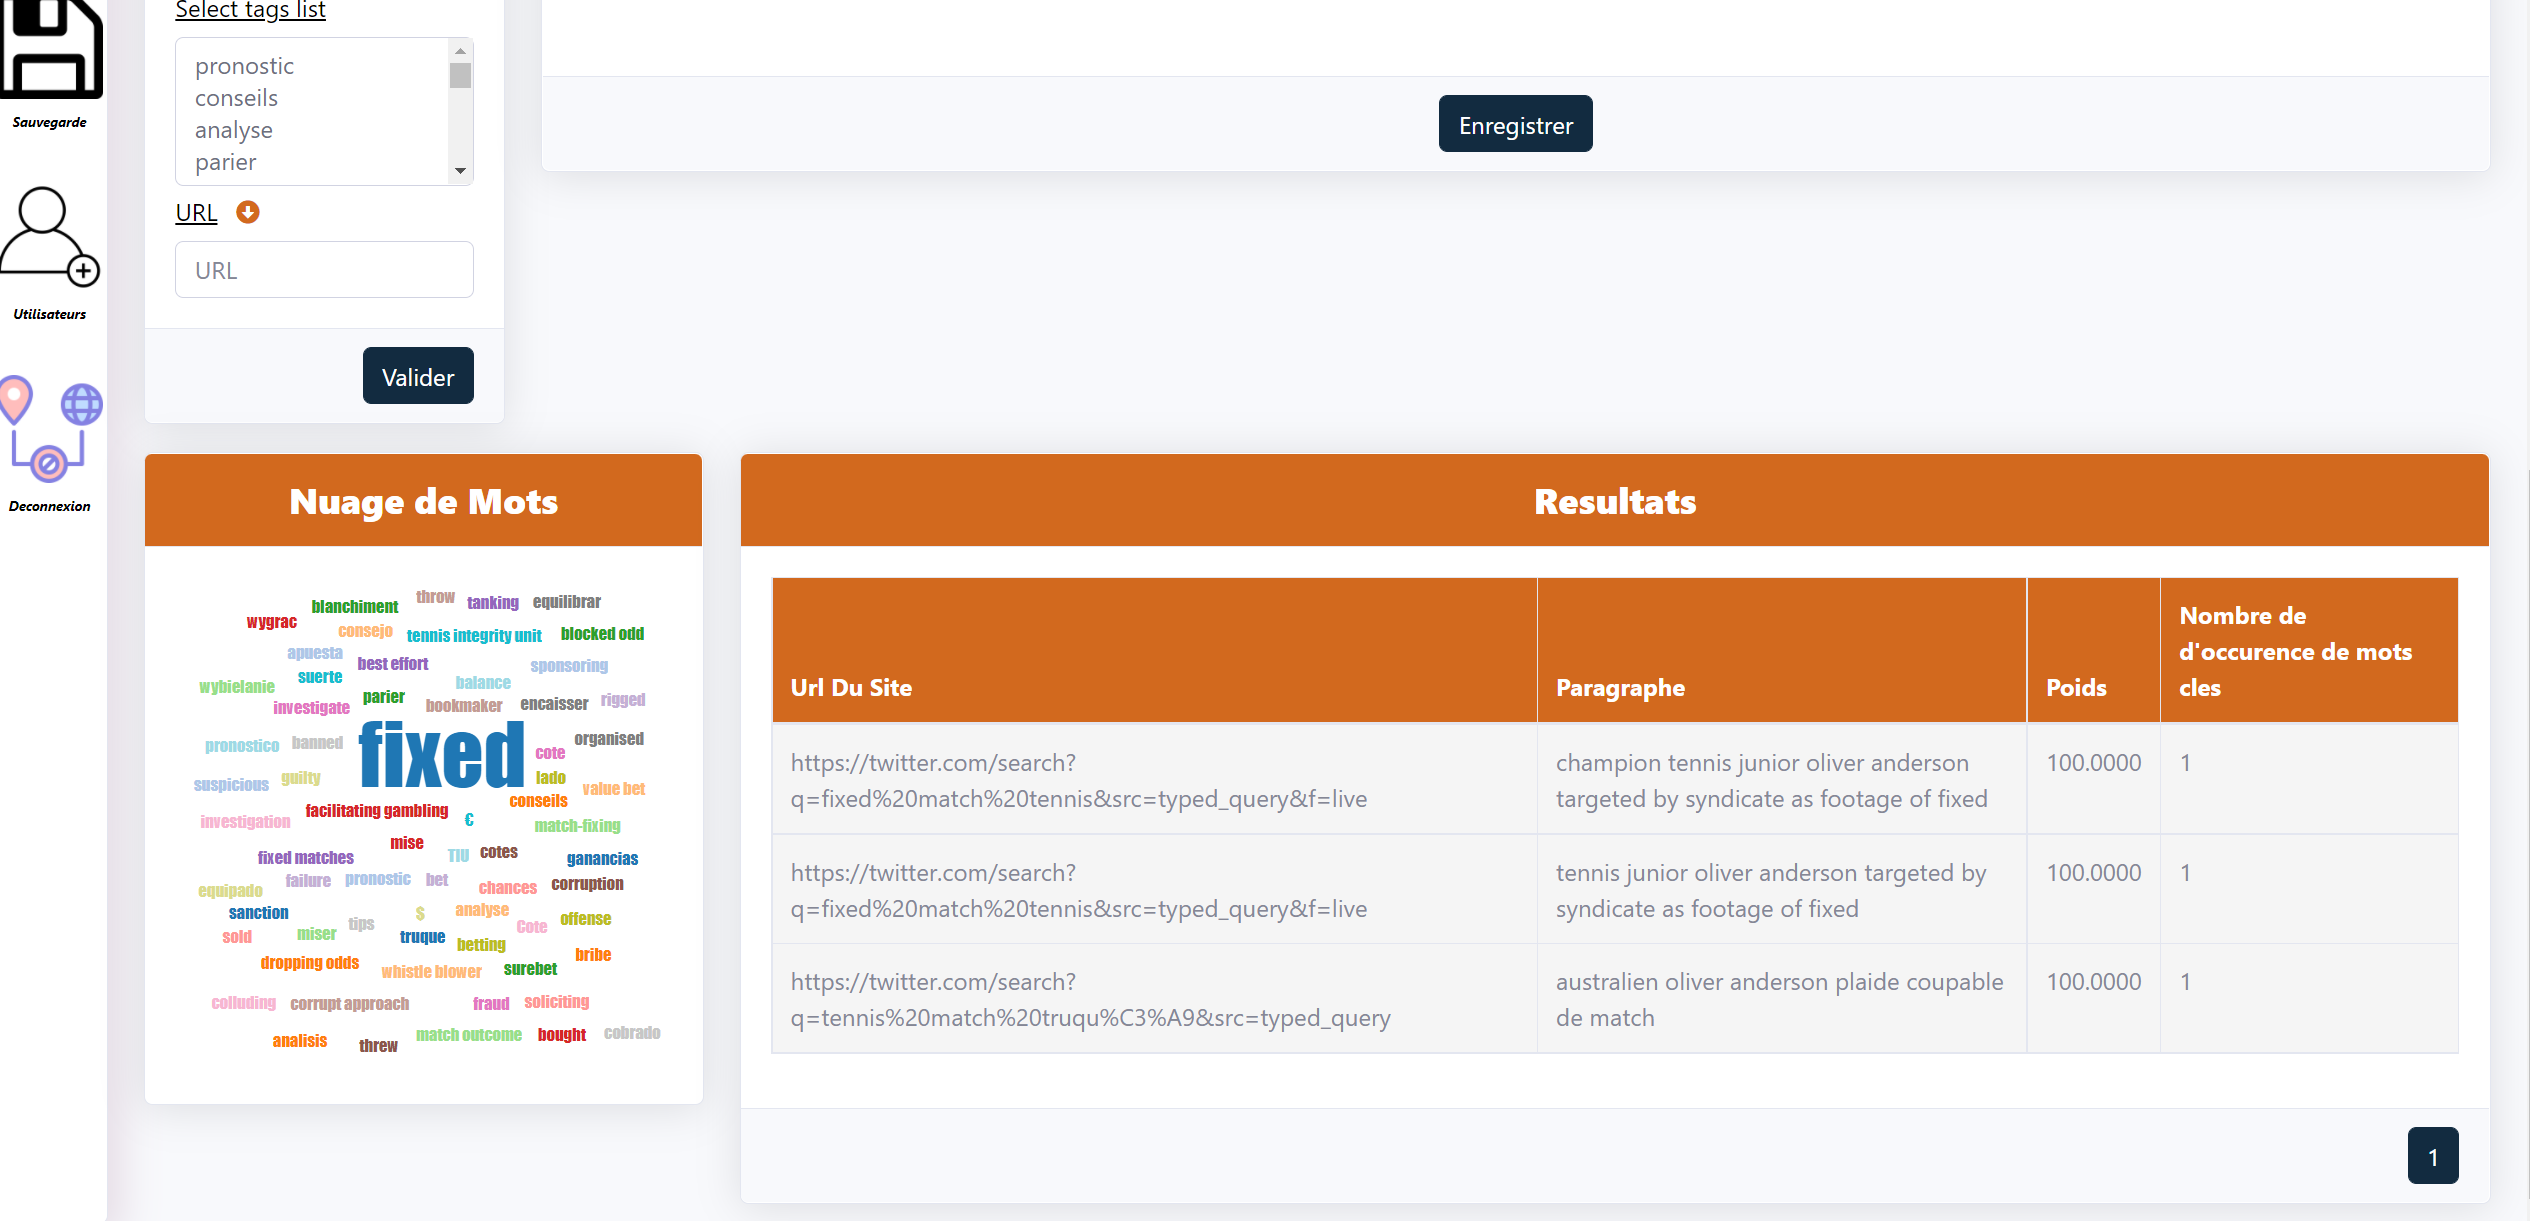 Select tags list
pronostic
conseils
analyse
parier
URL
URL
Valider
Enregistrer
Sauvegarde
Utilisateurs
Deconnexion
Nuage de Mots
blanchiment throw tanking equilibrar
wygrac consejo tennis integrity unit blocked odd
apuesta best effort sponsoring
wybielanie suerte balance
investigate parier bookmaker encaisser rigged
pronostico banned fixed cote organised
suspicious guilty lado value bet
investigation facilitating gambling € conseils match-fixing
fixed matches mise TIU cotes ganancias
equipado failure pronostic bet chances corruption
sanction tips $ analyse Cote offense
sold miser truque betting bribe
dropping odds whistle blower surebet
colluding corrupt approach fraud soliciting
analisis threw match outcome bought cobrado
Resultats
Url Du Site
Paragraphe
Poids
Nombre de
d'occurence de mots
cles
https://twitter.com/search?
q=fixed%20match%20tennis&src=typed_query&f=live
champion tennis junior oliver anderson
targeted by syndicate as footage of fixed
100.0000
1
https://twitter.com/search?
q=fixed%20match%20tennis&src=typed_query&f=live
tennis junior oliver anderson targeted by
syndicate as footage of fixed
100.0000
1
https://twitter.com/search?
q=tennis%20match%20truqu%C3%A9&src=typed_query
australien oliver anderson plaide coupable
de match
100.0000
1
1